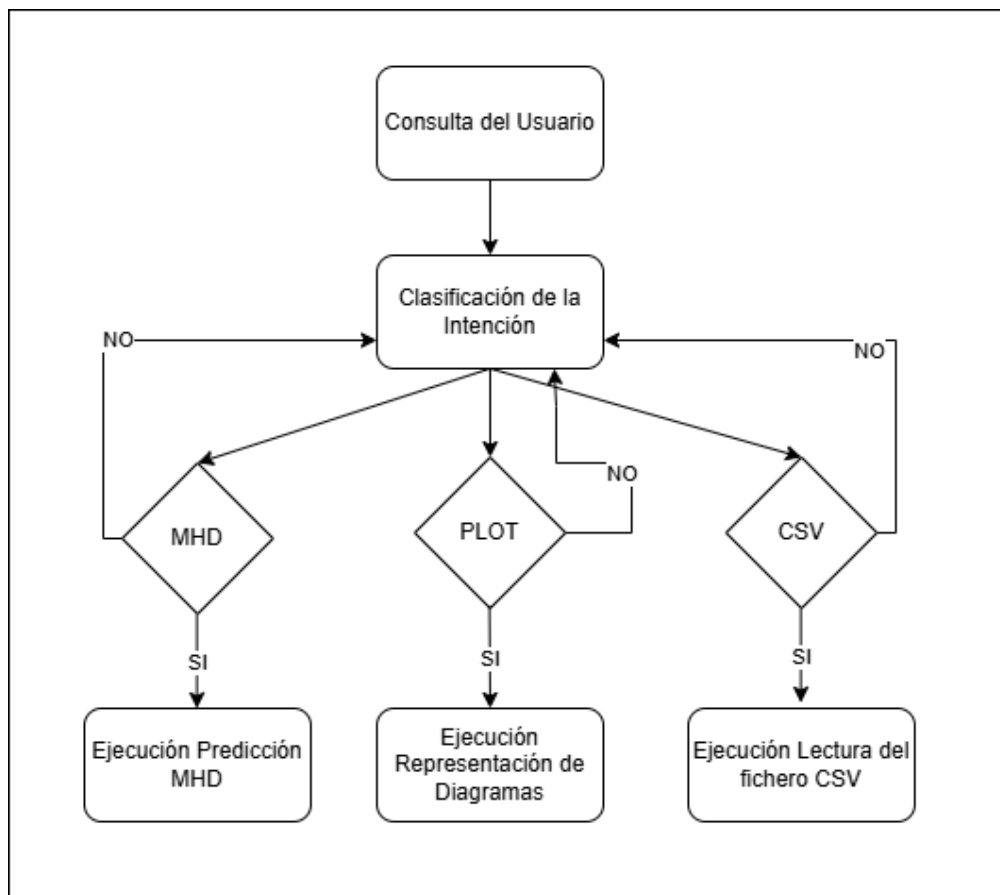 Consulta del Usuario
Clasificación de la
Intención
NO
NO
NO
MHD
PLOT
CSV
SI
SI
SI
Ejecución Predicción
MHD
Ejecución
Representación de
Diagramas
Ejecución Lectura del
fichero CSV